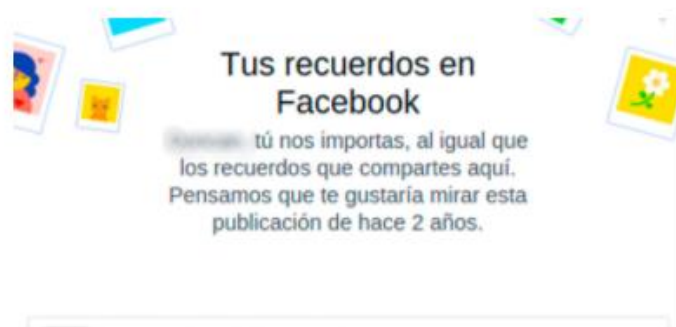 Tus recuerdos en
Facebook
tú nos importas, al igual que
los recuerdos que compartes aquí.
Pensamos que te gustaría mirar esta
publicación de hace 2 años.